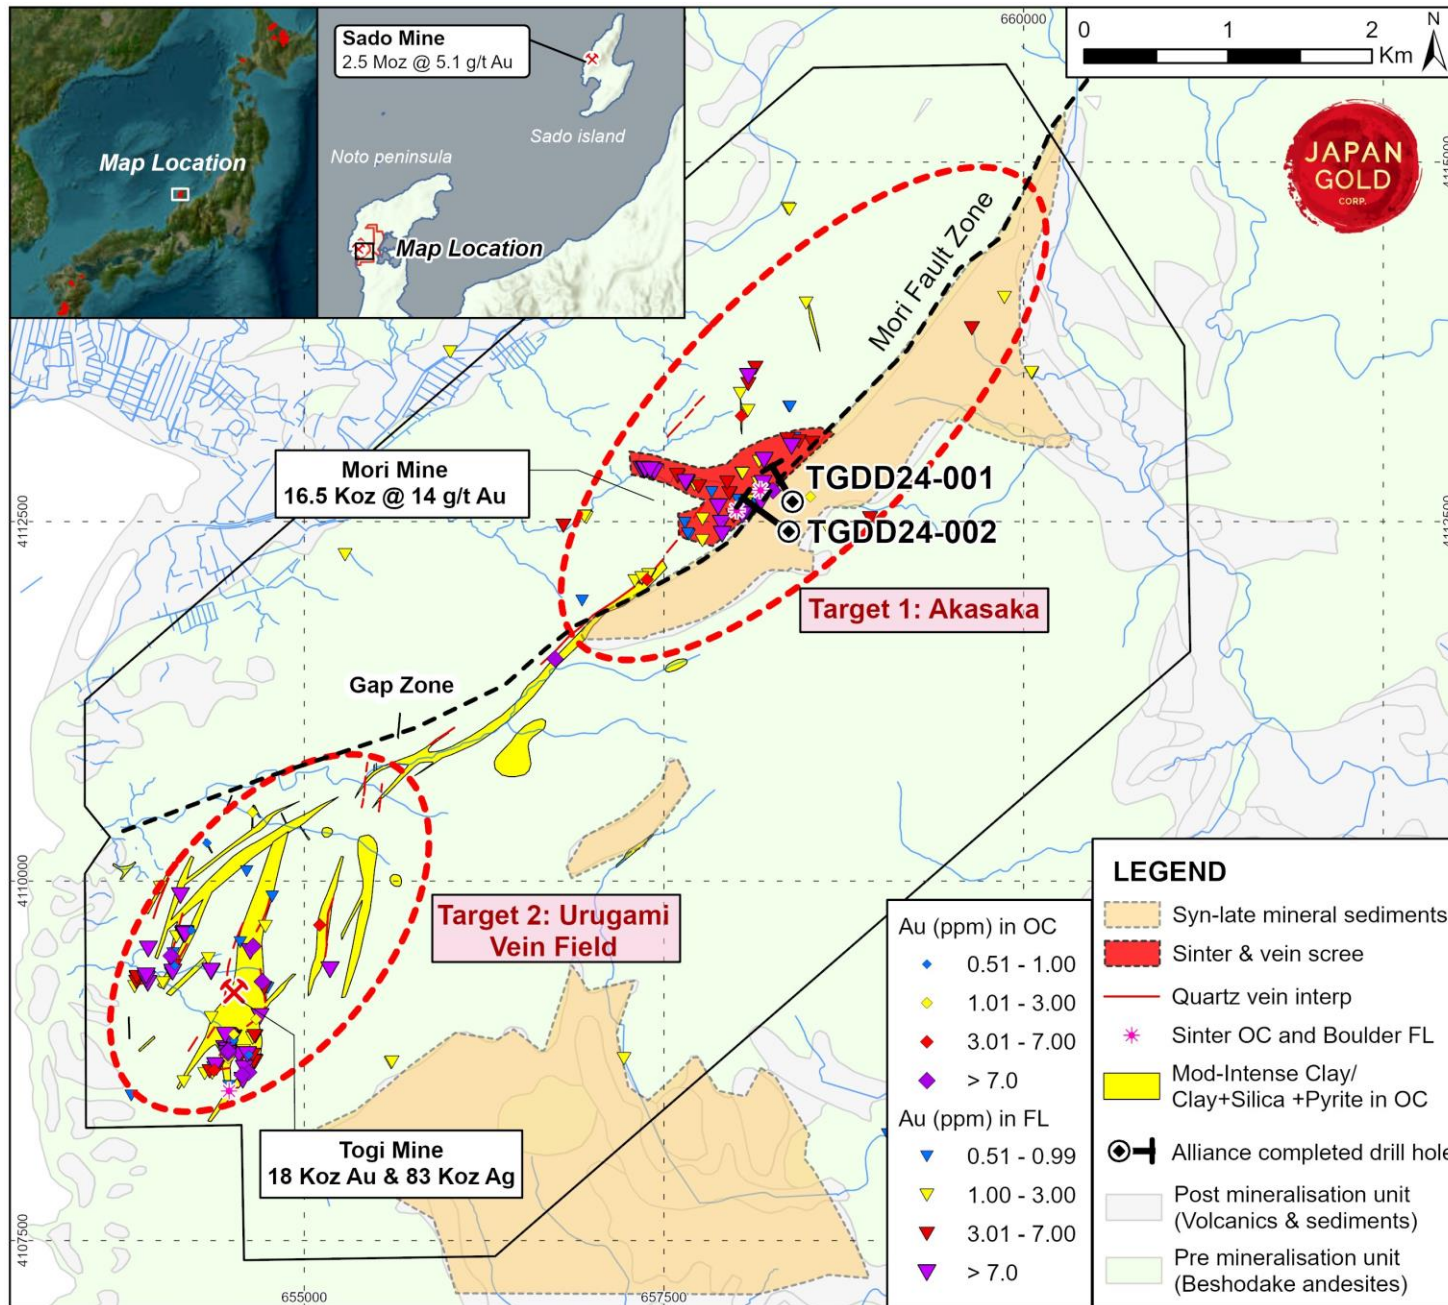 Sado Mine
2.5 Moz @ 5.1 g/t Au
Sado island
Noto peninsula
Map Location
Map Location
660000
0 1 2
Km
N
JAPAN
GOLD
CORP.
4115000
Mori Fault Zone
Mori Mine
16.5 Koz @ 14 g/t Au
TGDD24-001
TGDD24-002
4112500
4112500
Target 1: Akasaka
Gap Zone
Target 2: Urugami
Vein Field
4110000
Togi Mine
18 Koz Au & 83 Koz Ag
4107500
655000
657500
Au (ppm) in OC
0.51 - 1.00
1.01 - 3.00
3.01 - 7.00
> 7.0
Au (ppm) in FL
0.51 - 0.99
1.00 - 3.00
3.01 - 7.00
> 7.0
LEGEND
Syn-late mineral sediments
Sinter & vein scree
Quartz vein interp
Sinter OC and Boulder FL
Mod-Intense Clay/
Clay+Silica +Pyrite in OC
Alliance completed drill hole
Post mineralisation unit
(Volcanics & sediments)
Pre mineralisation unit
(Beshodake andesites)